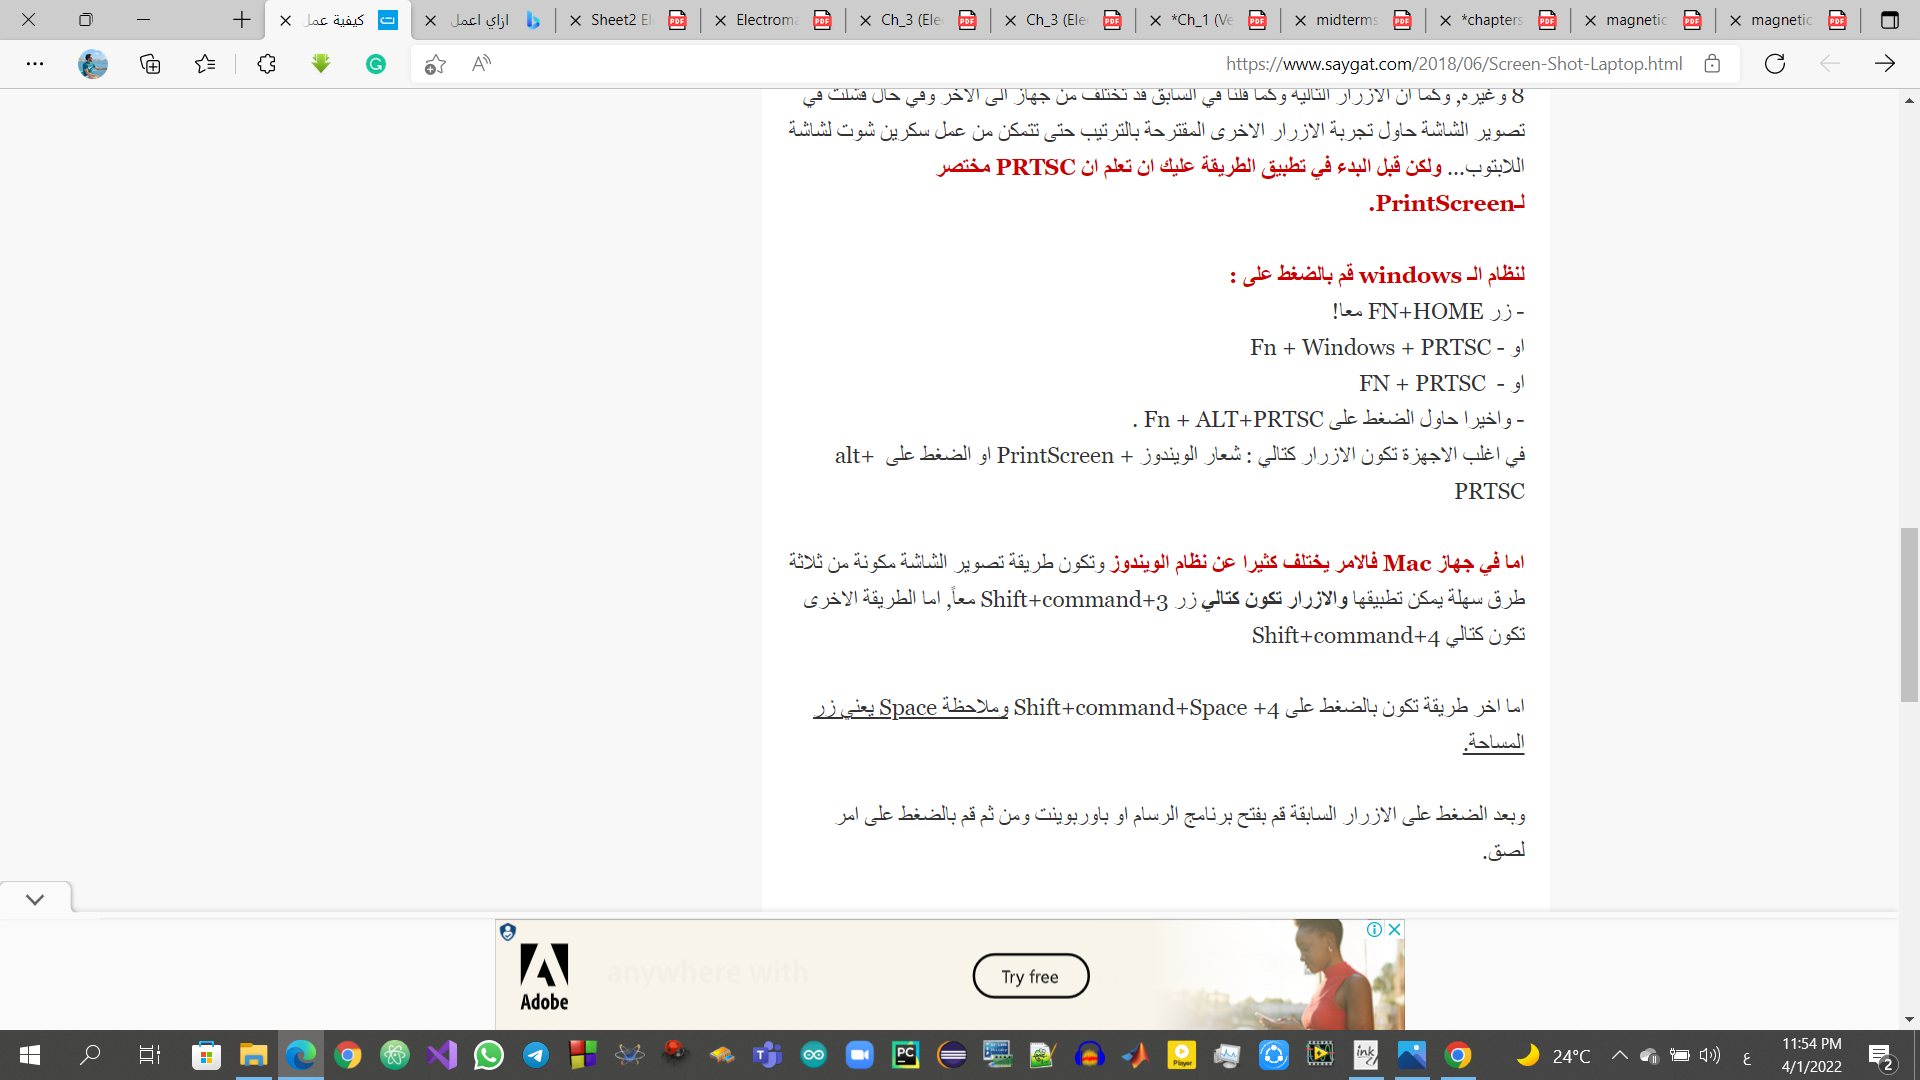 كيفية عمل
ازاي اعمل
Sheet2 El
Electroma
Ch_3 (Elec
Ch_3 (Elec
*Ch_1 (Ve
midterms
*chapters
magnetic
magnetic
https://www.saygat.com/2018/06/Screen-Shot-Laptop.html
8 وغيره, وكما ان الازرار التالية وكما قلنا في السابق قد تختلف من جهاز الى الاخر وفي حال فشلت في
تصوير الشاشة حاول تجربة الازرار الاخرى المقترحة بالترتيب حتى تتمكن من عمل سكرين شوت لشاشة
اللابتوب... ولكن قبل البدء في تطبيق الطريقة عليك ان تعلم ان PRTSC مختصر
لـPrintScreen.
لنظام الـ windows قم بالضغط على :
- زر FN+HOME معا!
او - Fn + Windows + PRTSC
او - FN + PRTSC
- واخيرا حاول الضغط على Fn + ALT+PRTSC .
في اغلب الاجهزة تكون الازرار كتالي : شعار الويندوز + PrintScreen او الضغط على alt+
PRTSC
اما في جهاز Mac فالامر يختلف كثيرا عن نظام الويندوز وتكون طريقة تصوير الشاشة مكونة من ثلاثة
طرق سهلة يمكن تطبيقها والازرار تكون كتالي زر Shift+command+3 معاً, اما الطريقة الاخرى
تكون كتالي Shift+command+4
اما اخر طريقة تكون بالضغط على Shift+command+Space +4 وملاحظة Space يعني زر
المساحة.
وبعد الضغط على الازرار السابقة قم بفتح برنامج الرسام او باوربوينت ومن ثم قم بالضغط على امر
لصق.
Adobe
anywhere with
Try free
24°C
ع
11:54 PM
4/1/2022
2